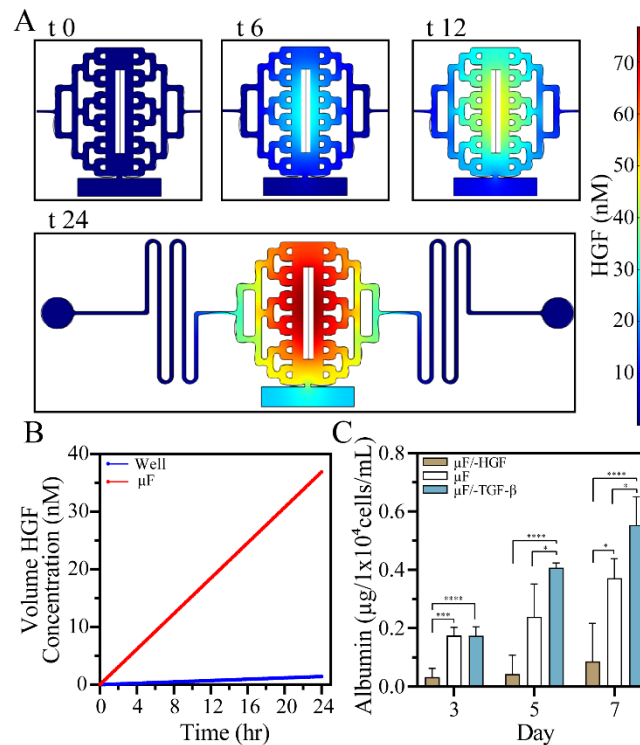 A
t 0
t 6
t 12
t 24
70
60
50
40
30
20
10
HGF (nM)
B
Well
µF
40
30
20
10
0
0 4 8 12 16 20 24
Volume HGF
Concentration (nM)
Time (hr)
C
µF/-HGF
µF
µF/-TGF-β
0.8
0.6
0.4
0.2
0.0
*** ****
**** *
**** * *
3 5 7
Albumin (µg/1x10⁴cells/mL)
Day